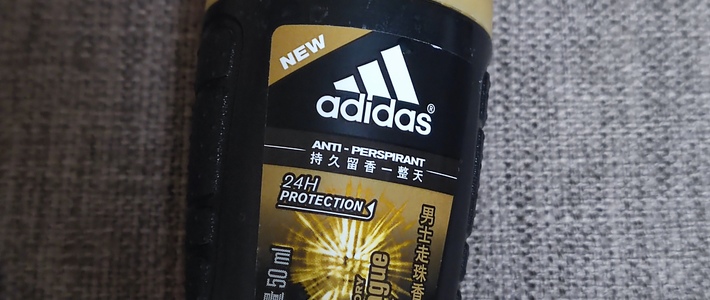 NEW
adidas®
ANTI-PERSPIRANT
持久留香一整天
24H
PROTECTION
男士走珠香
50 ml